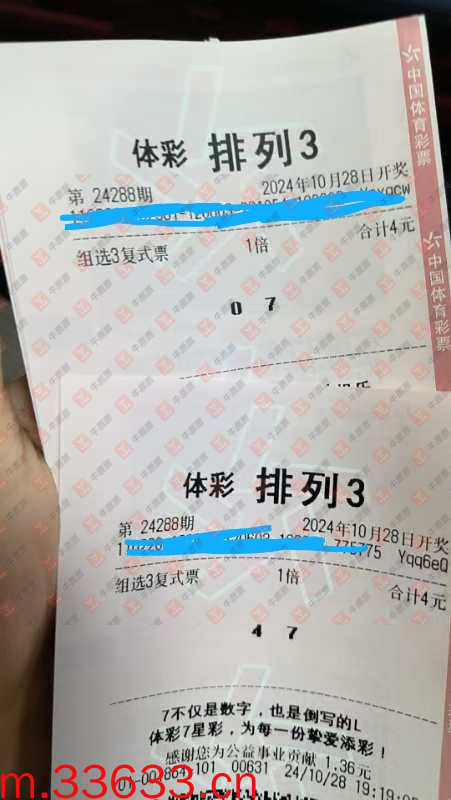 中国体育彩票
中国体育彩票
体彩 排列3
第 24288期 2024年10月28日开奖
组选3复式票 1倍 合计4元
0 7
体彩 排列3
第 24288期 2024年10月28日开奖
775775 Yqq6eQ
组选3复式票 1倍 合计4元
4 7
7不仅是数字，也是倒写的L
体彩7星彩，为每一份挚爱添彩！
感谢您为公益事业贡献 1.36元
101 00631 24/10/28 19:19:05
m.33633.cn